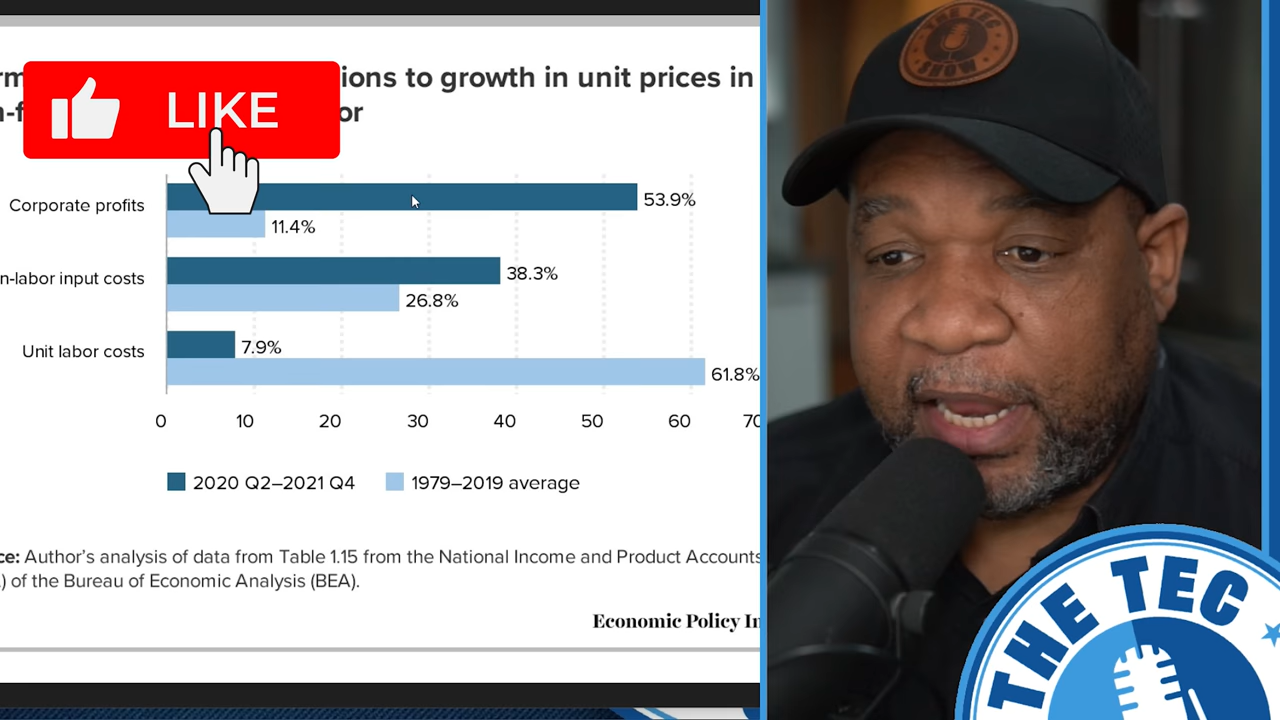 ions to growth in unit prices in
or
LIKE
Corporate profits
53.9%
11.4%
n-labor input costs
38.3%
26.8%
Unit labor costs
7.9%
61.8%
0 10 20 30 40 50 60 70
2020 Q2–2021 Q4 1979–2019 average
ce: Author's analysis of data from Table 1.15 from the National Income and Product Accounts
.) of the Bureau of Economic Analysis (BEA).
Economic Policy In
THE TEC SHOW
THE TEC